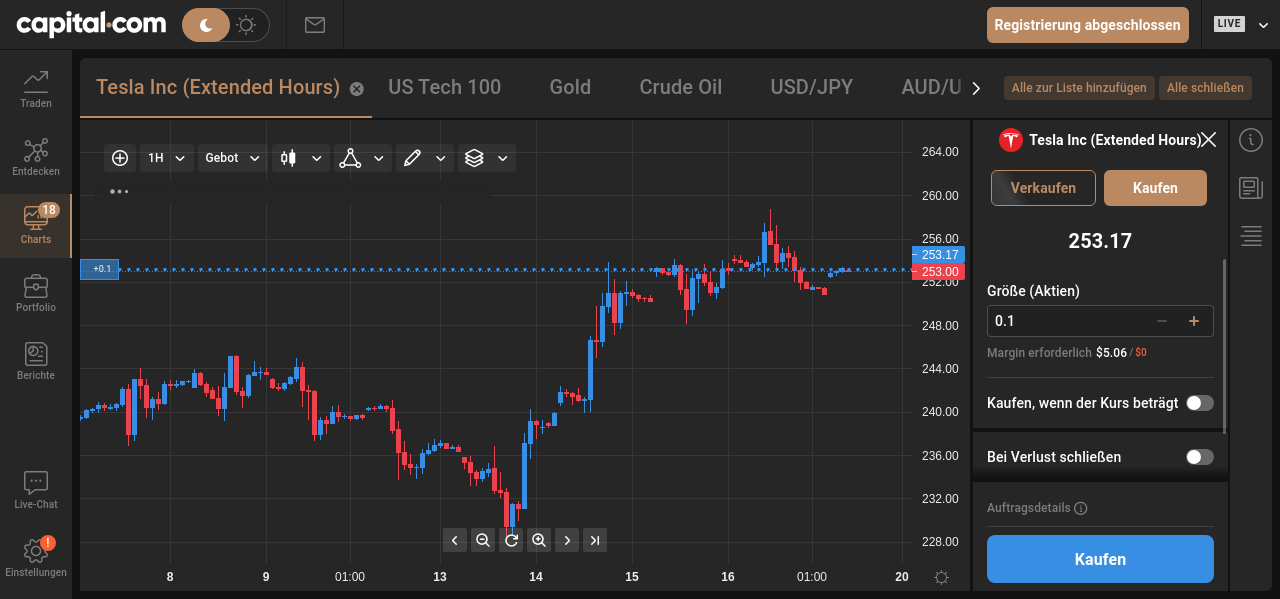 capital.com
Registrierung abgeschlossen
LIVE
Traden
Entdecken
18
Charts
Portfolio
Berichte
Live-Chat
!
Einstellungen
Tesla Inc (Extended Hours)
US Tech 100
Gold
Crude Oil
USD/JPY
AUD/U
Alle zur Liste hinzufügen
Alle schließen
1H
Gebot
+0.1
264.00
260.00
256.00
253.17
253.00
252.00
248.00
244.00
240.00
236.00
232.00
228.00
8
9
01:00
13
14
15
16
01:00
20
Tesla Inc (Extended Hours)
Verkaufen
Kaufen
253.17
Größe (Aktien)
0.1
Margin erforderlich $5.06 / $0
Kaufen, wenn der Kurs beträgt
Bei Verlust schließen
Auftragsdetails
Kaufen